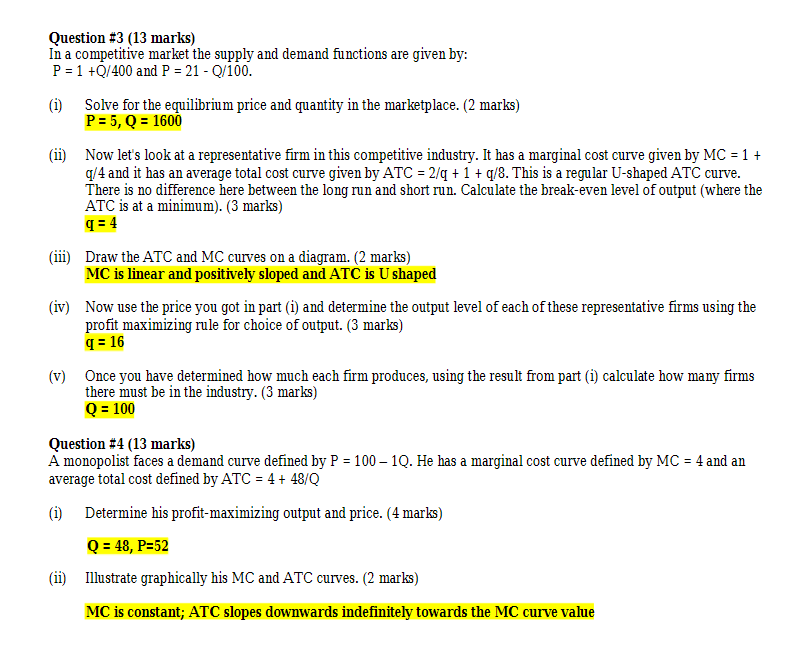 Question #3 (13 marks)
In a competitive market the supply and demand functions are given by:
P = 1 +Q/400 and P = 21 - Q/100.
(i) Solve for the equilibrium price and quantity in the marketplace. (2 marks)
P = 5, Q = 1600
(ii) Now let's look at a representative firm in this competitive industry. It has a marginal cost curve given by MC = 1 +
q/4 and it has an average total cost curve given by ATC = 2/q + 1 + q/8. This is a regular U-shaped ATC curve.
There is no difference here between the long run and short run. Calculate the break-even level of output (where the
ATC is at a minimum). (3 marks)
q = 4
(iii) Draw the ATC and MC curves on a diagram. (2 marks)
MC is linear and positively sloped and ATC is U shaped
(iv) Now use the price you got in part (i) and determine the output level of each of these representative firms using the
profit maximizing rule for choice of output. (3 marks)
q = 16
(v) Once you have determined how much each firm produces, using the result from part (i) calculate how many firms
there must be in the industry. (3 marks)
Q = 100
Question #4 (13 marks)
A monopolist faces a demand curve defined by P = 100 – 1Q. He has a marginal cost curve defined by MC = 4 and an
average total cost defined by ATC = 4 + 48/Q
(i) Determine his profit-maximizing output and price. (4 marks)
Q = 48, P=52
(ii) Illustrate graphically his MC and ATC curves. (2 marks)
MC is constant; ATC slopes downwards indefinitely towards the MC curve value